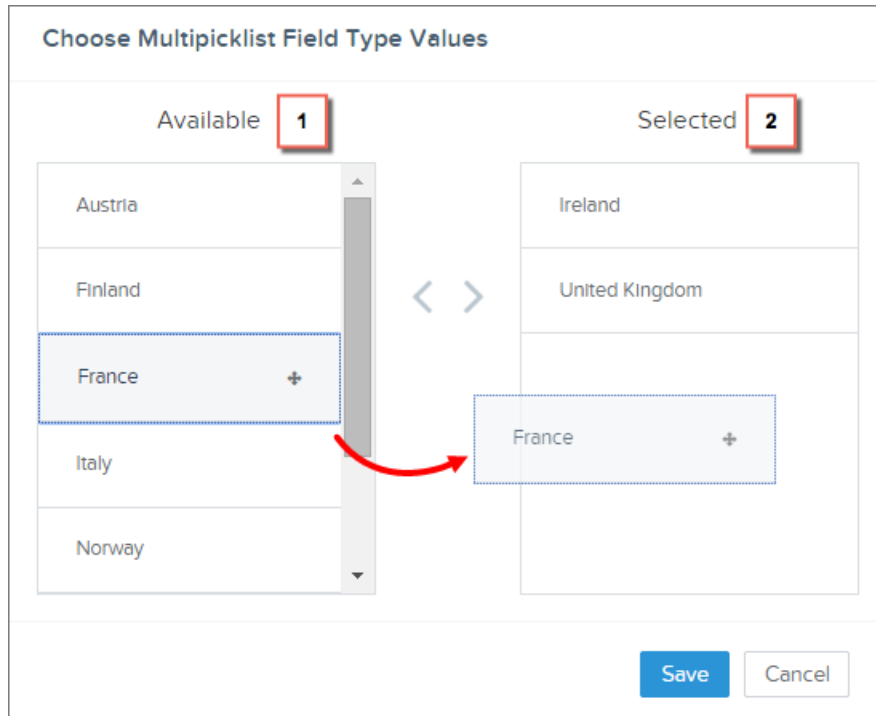 Choose Multipicklist Field Type Values
Available 1
Selected 2
Austria
Finland
France
Italy
Norway
Ireland
United Kingdom
France
Save
Cancel